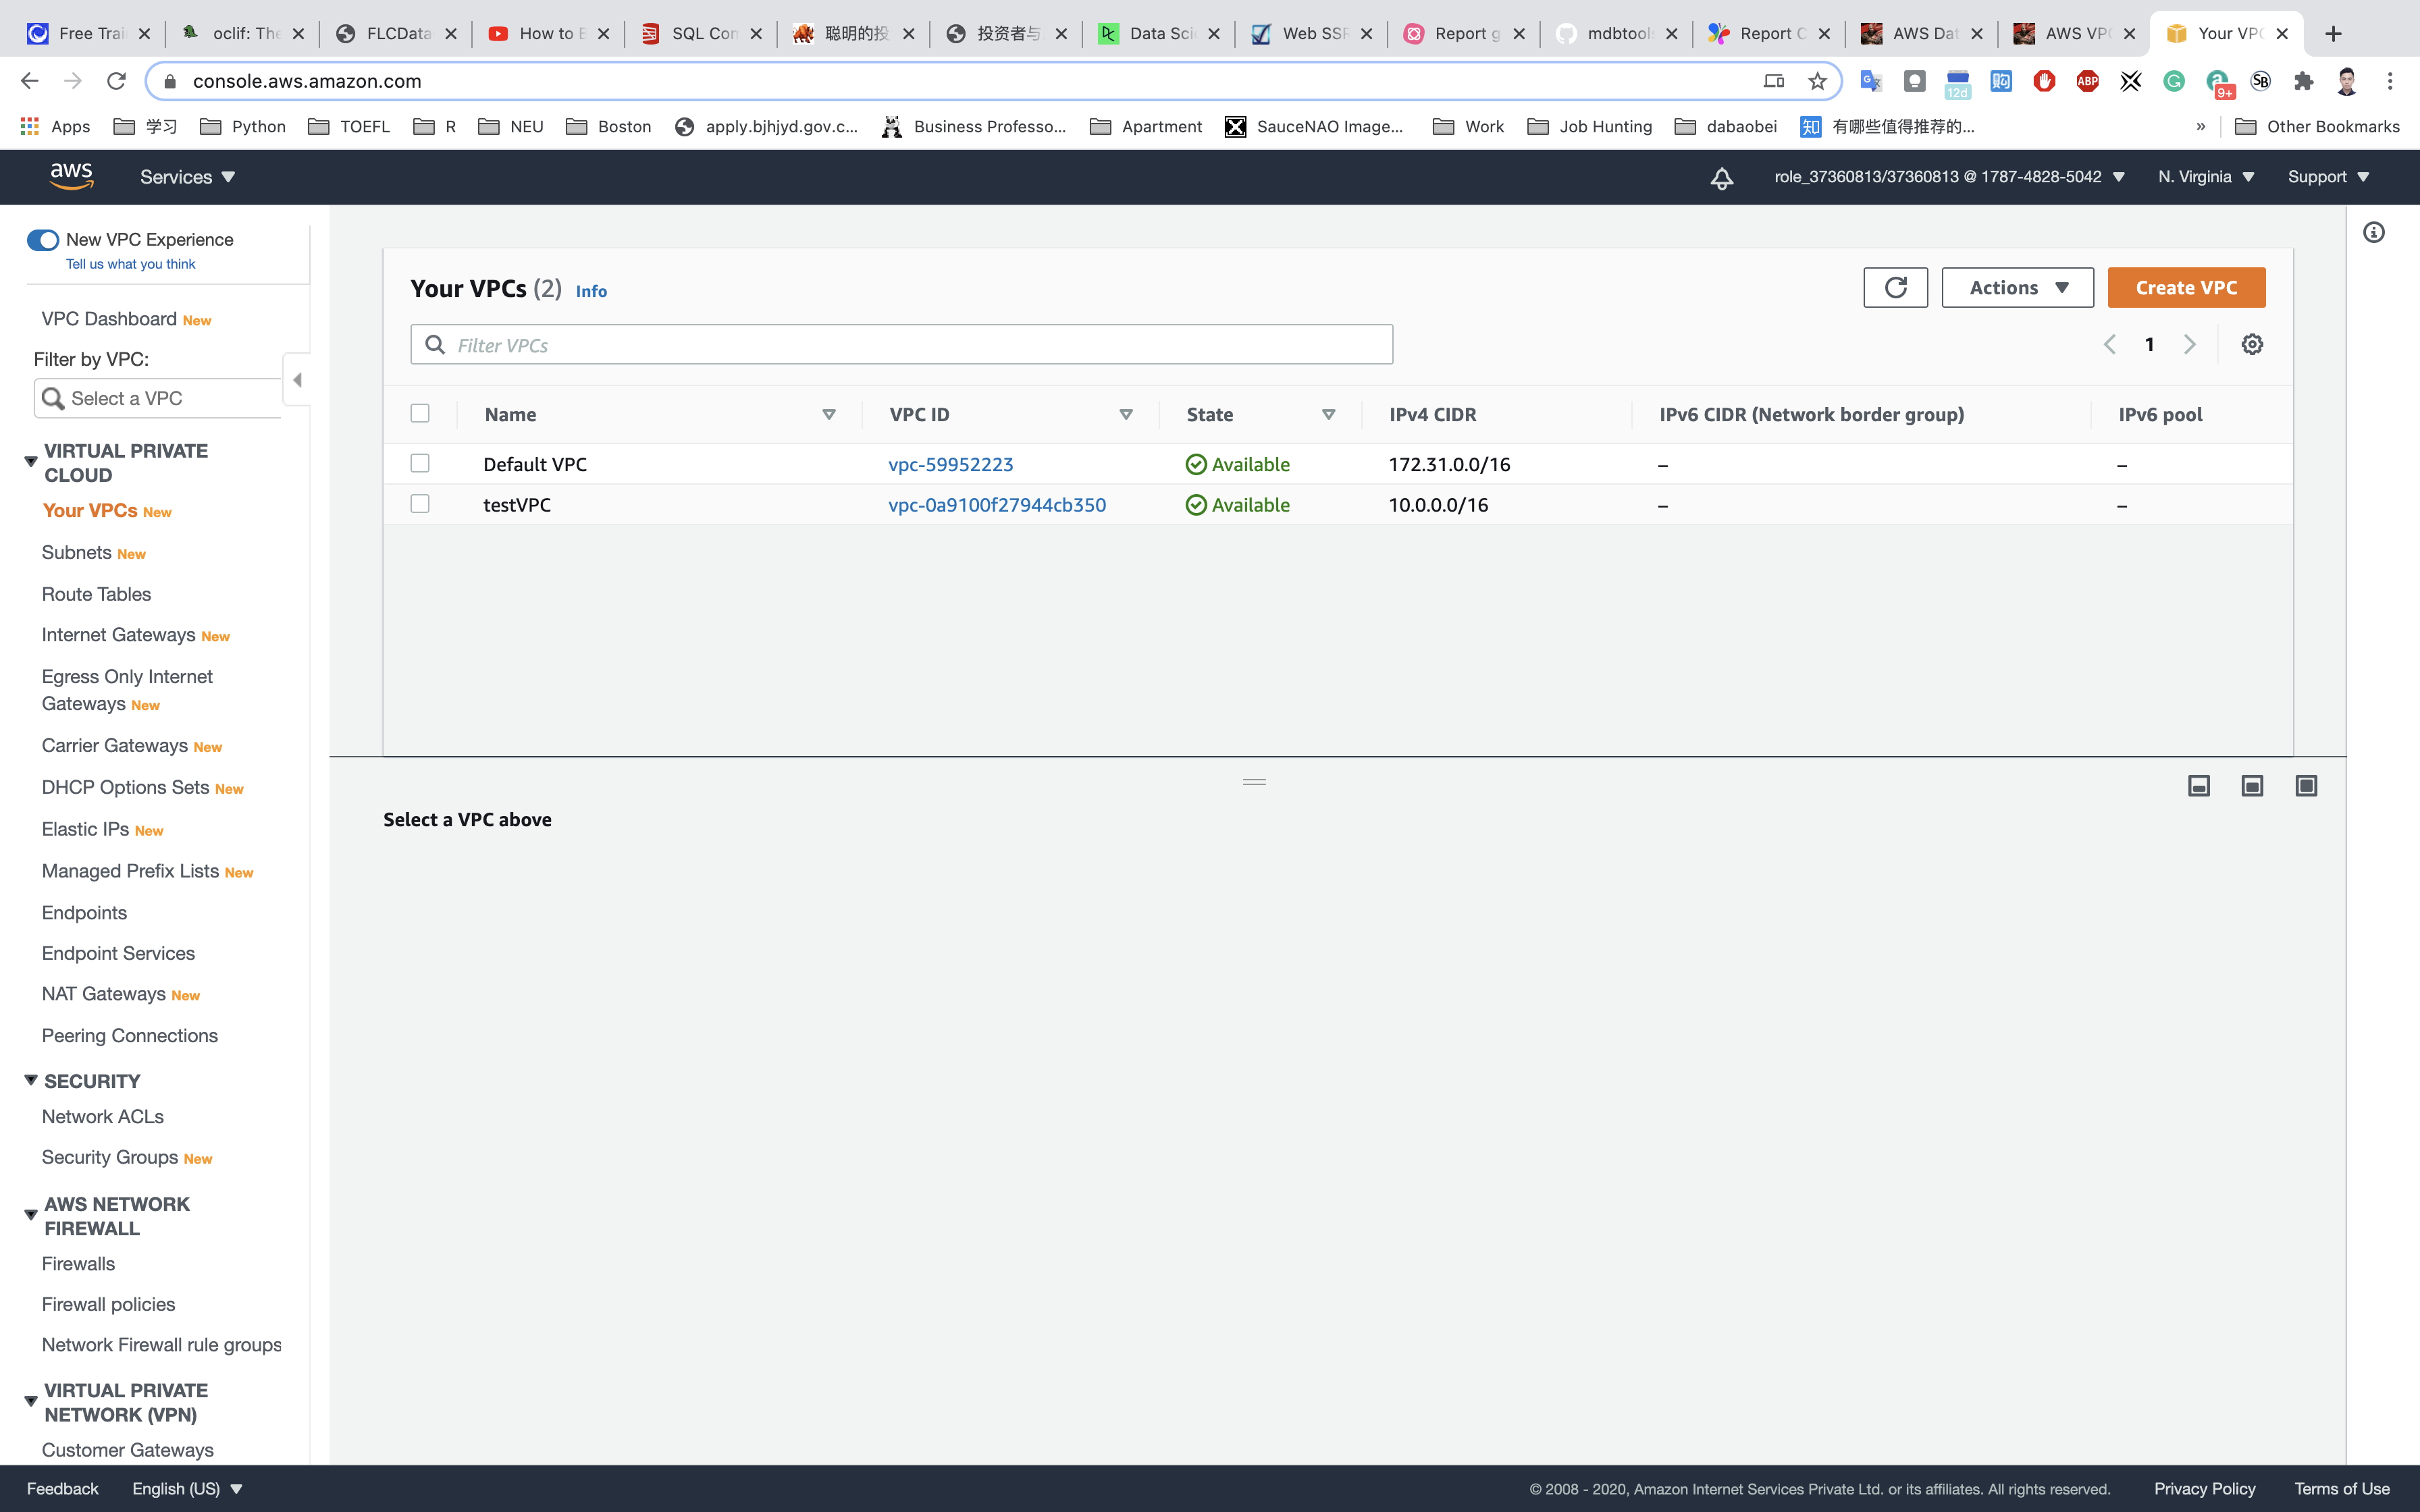 Free Trai
oclif: The
FLCData
How to E
SQL Con
聪明的投
投资者与
Data Sci
Web SSR
Report g
mdbtools
Report C
AWS Dat
AWS VPC
Your VPC
console.aws.amazon.com
12d
ABP
9+
SB
Apps
学习
Python
TOEFL
R
NEU
Boston
apply.bjhjyd.gov.c...
Business Professo...
Apartment
SauceNAO Image...
Work
Job Hunting
dabaobei
知 有哪些值得推荐的...
»
Other Bookmarks
aws
Services
role_37360813/37360813 @ 1787-4828-5042
N. Virginia
Support
New VPC Experience
Tell us what you think
VPC Dashboard New
Filter by VPC:
Select a VPC
VIRTUAL PRIVATE
CLOUD
Your VPCs New
Subnets New
Route Tables
Internet Gateways New
Egress Only Internet
Gateways New
Carrier Gateways New
DHCP Options Sets New
Elastic IPs New
Managed Prefix Lists New
Endpoints
Endpoint Services
NAT Gateways New
Peering Connections
SECURITY
Network ACLs
Security Groups New
AWS NETWORK
FIREWALL
Firewalls
Firewall policies
Network Firewall rule groups
VIRTUAL PRIVATE
NETWORK (VPN)
Customer Gateways
Your VPCs (2) Info
Actions
Create VPC
Filter VPCs
1
Name VPC ID State IPv4 CIDR IPv6 CIDR (Network border group) IPv6 pool
Default VPC vpc-59952223 Available 172.31.0.0/16 – –
testVPC vpc-0a9100f27944cb350 Available 10.0.0.0/16 – –
Select a VPC above
Feedback
English (US)
© 2008 - 2020, Amazon Internet Services Private Ltd. or its affiliates. All rights reserved.
Privacy Policy
Terms of Use